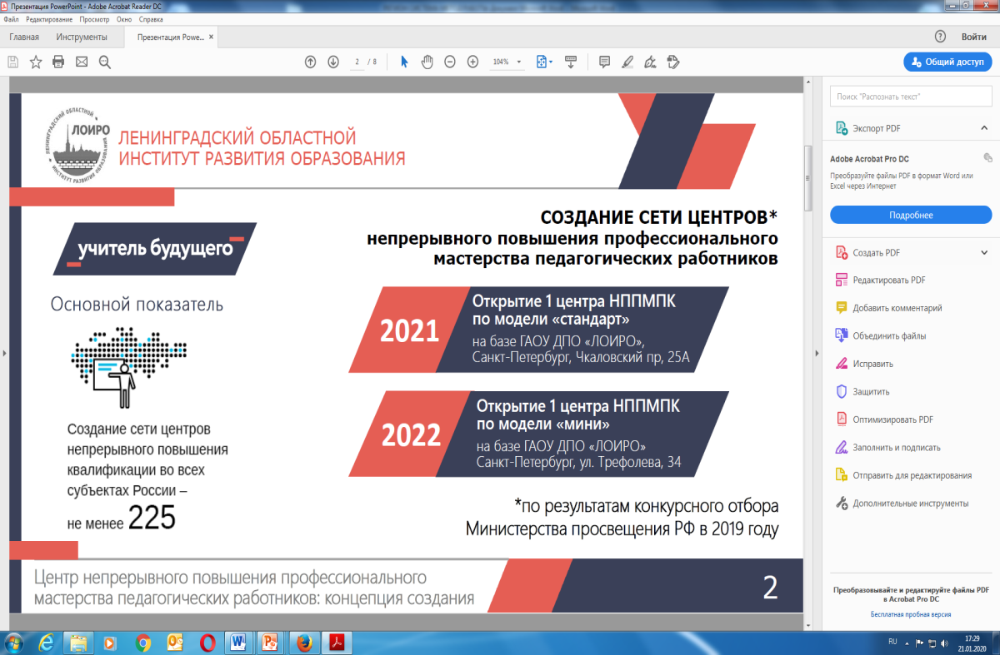 Презентация PowerPoint - Adobe Acrobat Reader DC
Файл Редактирование Просмотр Окно Справка
Главная Инструменты Презентация Powe... × Войти
2 / 8 104% Общий доступ
ЛЕНИНГРАДСКИЙ ОБЛАСТНОЙ ИНСТИТУТ РАЗВИТИЯ ОБРАЗОВАНИЯ
ЛОИРО
ЛЕНИНГРАДСКИЙ ОБЛАСТНОЙ
ИНСТИТУТ РАЗВИТИЯ ОБРАЗОВАНИЯ
учитель будущего
Основной показатель
Создание сети центров
непрерывного повышения
квалификации во всех
субъектах России –
не менее 225
СОЗДАНИЕ СЕТИ ЦЕНТРОВ*
непрерывного повышения профессионального
мастерства педагогических работников
2021
Открытие 1 центра НППМПК
по модели «стандарт»
на базе ГАОУ ДПО «ЛОИРО»,
Санкт-Петербург, Чкаловский пр, 25А
2022
Открытие 1 центра НППМПК
по модели «мини»
на базе ГАОУ ДПО «ЛОИРО»
Санкт-Петербург, ул. Трефолева, 34
*по результатам конкурсного отбора
Министерства просвещения РФ в 2019 году
Центр непрерывного повышения профессионального
мастерства педагогических работников: концепция создания
2
Поиск "Распознать текст"
Экспорт PDF
Adobe Acrobat Pro DC
Преобразуйте файлы PDF в формат Word или
Excel через Интернет
Подробнее
Создать PDF
Редактировать PDF
Добавить комментарий
Объединить файлы
Исправить
Защитить
Оптимизировать PDF
Заполнить и подписать
Отправить для редактирования
Дополнительные инструменты
Преобразовывайте и редактируйте файлы PDF
в Acrobat Pro DC
Бесплатная пробная версия
RU
17:29
21.01.2020